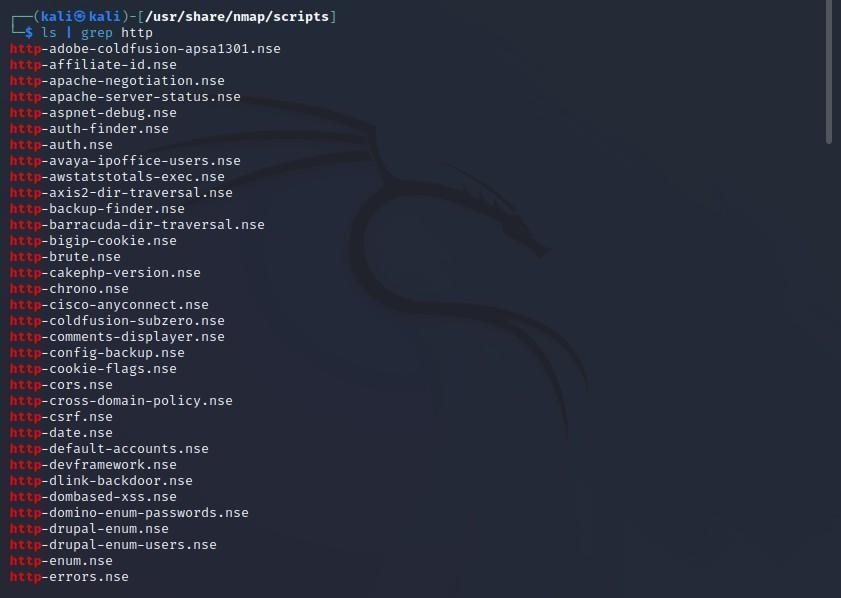 ┌──(kali㉿kali)-[/usr/share/nmap/scripts]
└─$ ls | grep http
http-adobe-coldfusion-apsa1301.nse
http-affiliate-id.nse
http-apache-negotiation.nse
http-apache-server-status.nse
http-aspnet-debug.nse
http-auth-finder.nse
http-auth.nse
http-avaya-ipoffice-users.nse
http-awstatstotals-exec.nse
http-axis2-dir-traversal.nse
http-backup-finder.nse
http-barracuda-dir-traversal.nse
http-bigip-cookie.nse
http-brute.nse
http-cakephp-version.nse
http-chrono.nse
http-cisco-anyconnect.nse
http-coldfusion-subzero.nse
http-comments-displayer.nse
http-config-backup.nse
http-cookie-flags.nse
http-cors.nse
http-cross-domain-policy.nse
http-csrf.nse
http-date.nse
http-default-accounts.nse
http-devframework.nse
http-dlink-backdoor.nse
http-dombased-xss.nse
http-domino-enum-passwords.nse
http-drupal-enum.nse
http-drupal-enum-users.nse
http-enum.nse
http-errors.nse